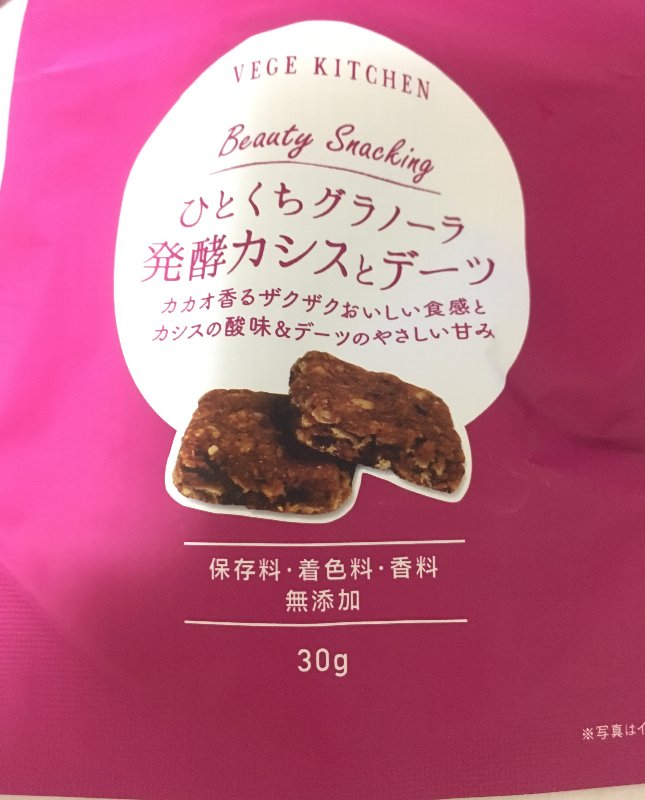 VEGE KITCHEN
Beauty Snacking
ひとくちグラノーラ
発酵カシスとデーツ
カカオ香るザクザクおいしい食感と
カシスの酸味&デーツのやさしい甘み
保存料・着色料・香料
無添加
30g
※写真は